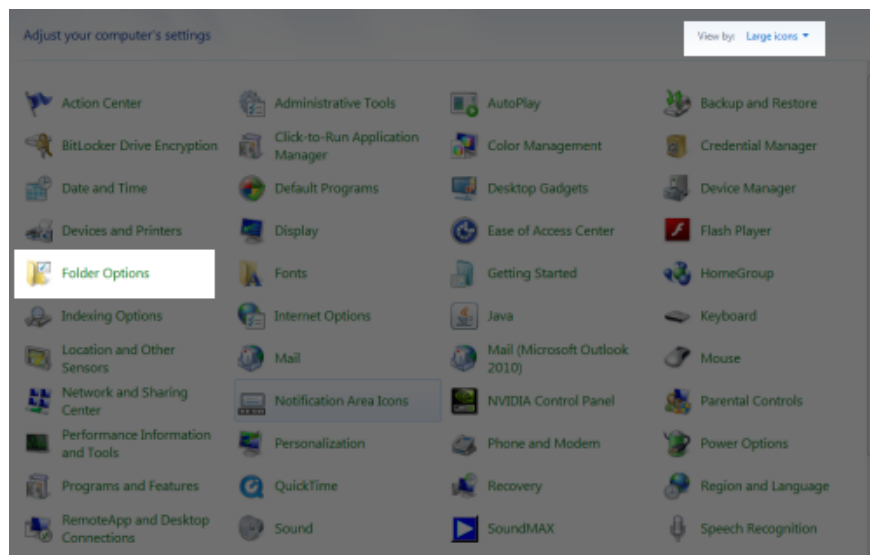 Adjust your computer's settings
View by: Large icons
Action Center
Administrative Tools
AutoPlay
Backup and Restore
BitLocker Drive Encryption
Click-to-Run Application
Manager
Color Management
Credential Manager
Date and Time
Default Programs
Desktop Gadgets
Device Manager
Devices and Printers
Display
Ease of Access Center
Flash Player
Folder Options
Fonts
Getting Started
HomeGroup
Indexing Options
Internet Options
Java
Keyboard
Location and Other
Sensors
Mail
Mail (Microsoft Outlook
2010)
Mouse
Network and Sharing
Center
Notification Area Icons
NVIDIA Control Panel
Parental Controls
Performance Information
and Tools
Personalization
Phone and Modem
Power Options
Programs and Features
QuickTime
Recovery
Region and Language
RemoteApp and Desktop
Connections
Sound
SoundMAX
Speech Recognition